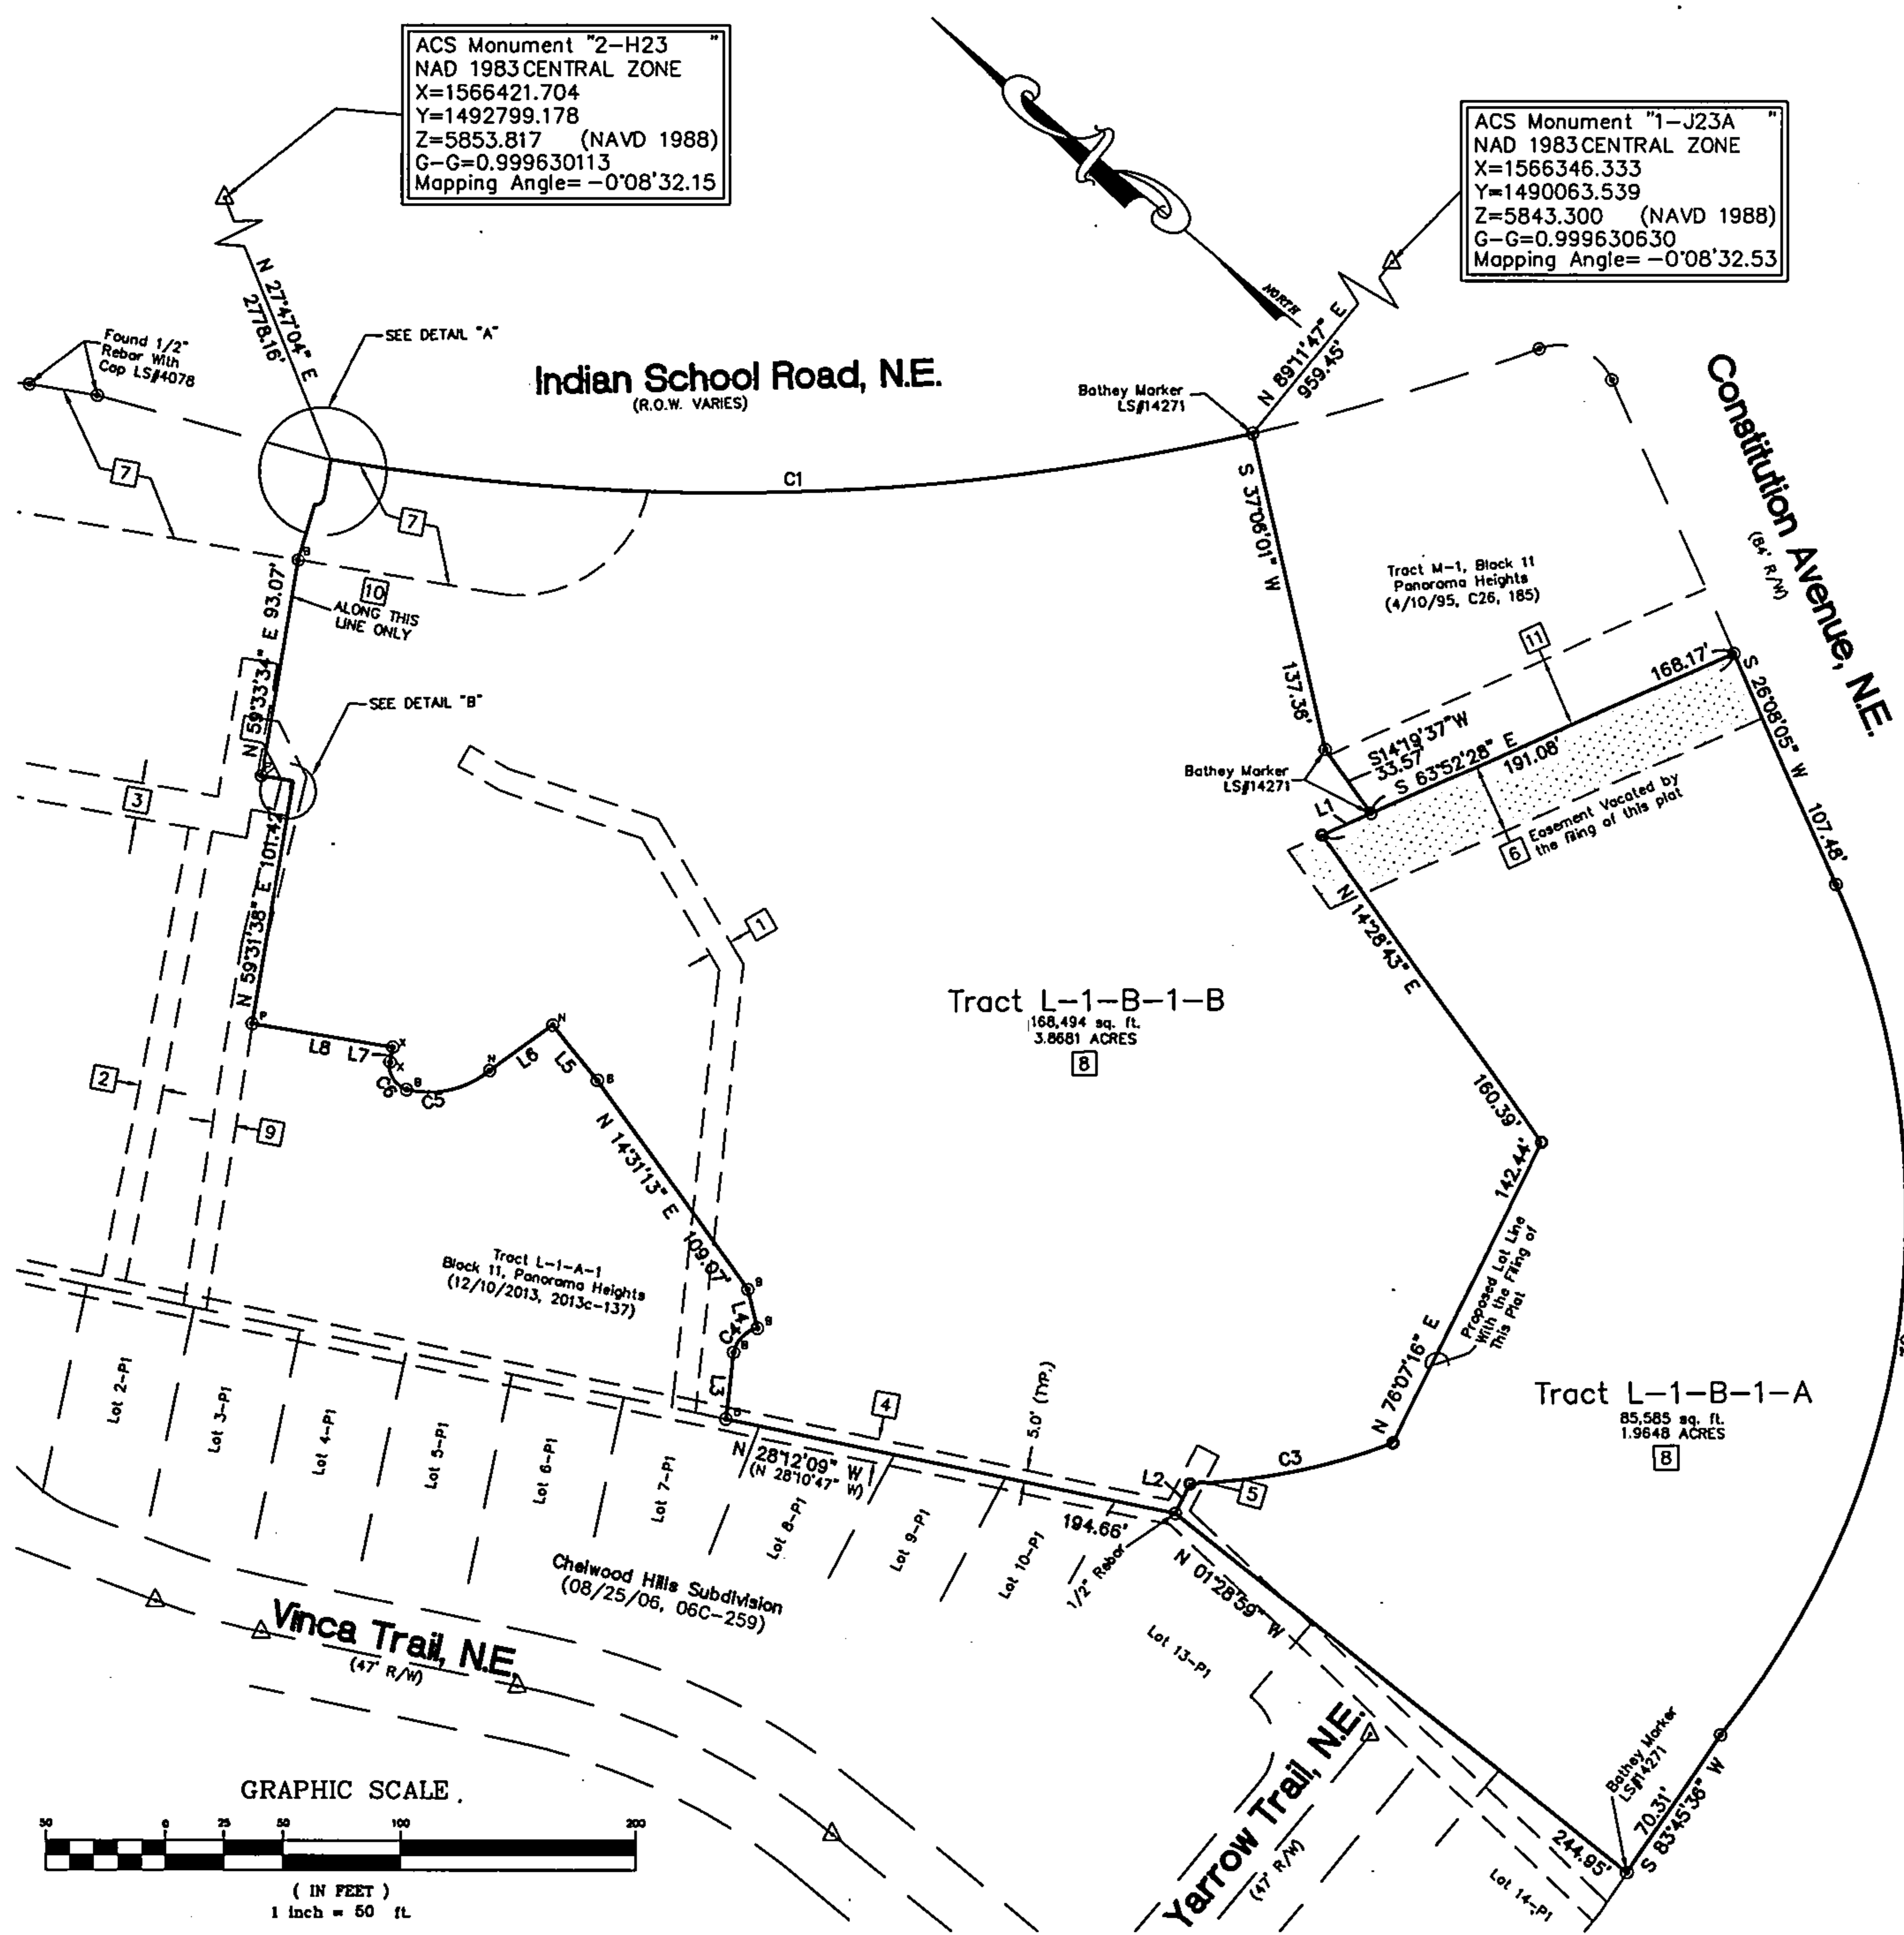 ACS Monument "2-H23 "
NAD 1983 CENTRAL ZONE
X=1566421.704
Y=1492799.178
Z=5853.817 (NAVD 1988)
G-G=0.999630113
Mapping Angle= -0°08'32.15
ACS Monument "1-J23A "
NAD 1983 CENTRAL ZONE
X=1566346.333
Y=1490063.539
Z=5843.300 (NAVD 1988)
G-G=0.999630630
Mapping Angle= -0°08'32.53
NORTH
N 27°47'04" E
2778.16'
N 89°11'47" E
959.45'
Found 1/2"
Rebar With
Cap LS#4078
SEE DETAIL "A"
Indian School Road, N.E.
(R.O.W. VARIES)
Bathey Marker
LS#14271
Constitution Avenue, N.E.
(84' R/W)
7
7
C1
S 37°06'01" W
137.36'
Tract M-1, Block 11
Panorama Heights
(4/10/95, C26, 185)
B
10
ALONG THIS
LINE ONLY
N 59°33'34" E 93.07'
11
168.17'
S 26°08'05" W
107.48'
SEE DETAIL "B"
S14°19'37"W
33.57'
S 63°52'28" E
191.08'
Bathey Marker
LS#14271
L1
3
6
Easement Vacated by
the filing of this plat
N 59°31'38" E 101.42'
1
N 14°28'43" E
160.39'
Tract L-1-B-1-B
168,494 sq. ft.
3.8681 ACRES
8
P
L8
L7
X
X
C6
B
C5
N
L6
N
L5
B
2
9
N 14°31'13" E
109.07'
142.44'
N 76°07'16" E
Proposed Lot Line
With the Filing of
This Plat
Tract L-1-A-1
Block 11, Panorama Heights
(12/10/2013, 2013c-137)
B
L4
B
C4
B
L3
B
Tract L-1-B-1-A
85,585 sq. ft.
1.9648 ACRES
8
4
5.0' (TYP.)
C3
L2
5
N 28°12'09" W
(N 28°10'47" W)
194.66'
1/2" Rebar
Lot 2-P1
Lot 3-P1
Lot 4-P1
Lot 5-P1
Lot 6-P1
Lot 7-P1
Lot 8-P1
Lot 9-P1
Lot 10-P1
Chelwood Hills Subdivision
(08/25/06, 06C-259)
N 01°28'59" W
244.95'
Lot 13-P1
Vinca Trail, N.E.
(47' R/W)
Yarrow Trail, N.E.
(47' R/W)
Bathey Marker
LS#14271
70.31'
S 83°45'36" W
Lot 14-P1
GRAPHIC SCALE
50 0 25 50 100 200
( IN FEET )
1 inch = 50 ft.